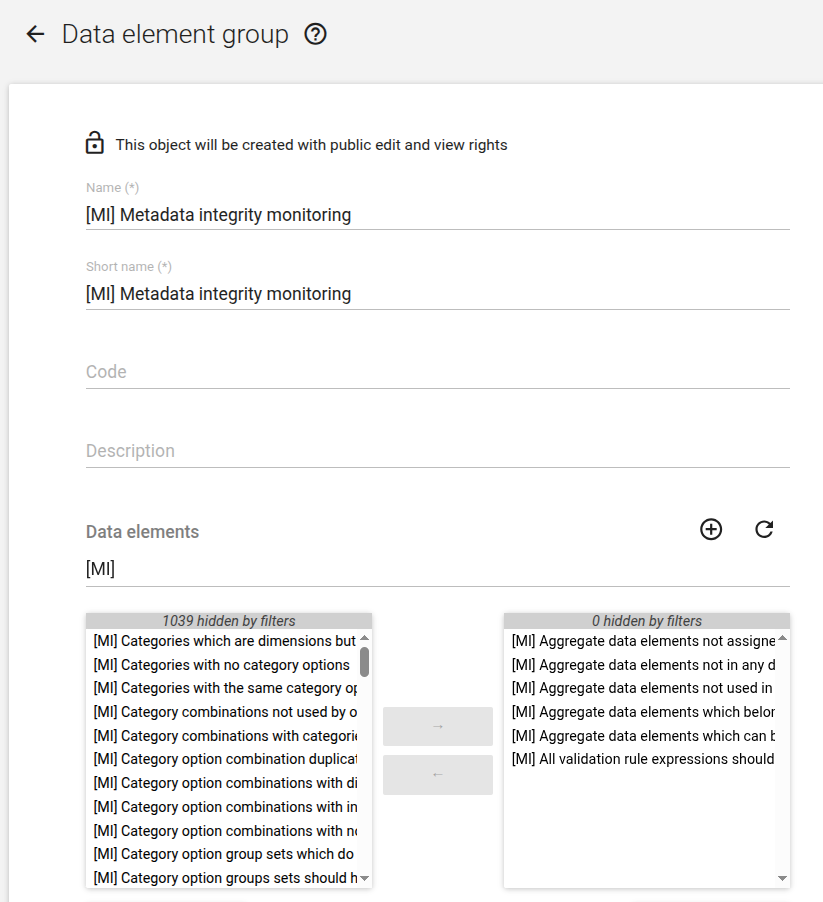 Data element group
This object will be created with public edit and view rights
Name (*)
[MI] Metadata integrity monitoring
Short name (*)
[MI] Metadata integrity monitoring
Code
Description
Data elements
[MI]
1039 hidden by filters
[MI] Categories which are dimensions but
[MI] Categories with no category options
[MI] Categories with the same category op
[MI] Category combinations not used by o
[MI] Category combinations with categorie
[MI] Category option combination duplicat
[MI] Category option combinations with di
[MI] Category option combinations with in
[MI] Category option combinations with no
[MI] Category option group sets which do
[MI] Category option groups sets should h
→
←
0 hidden by filters
[MI] Aggregate data elements not assigne
[MI] Aggregate data elements not in any d
[MI] Aggregate data elements not used in
[MI] Aggregate data elements which belon
[MI] Aggregate data elements which can b
[MI] All validation rule expressions should